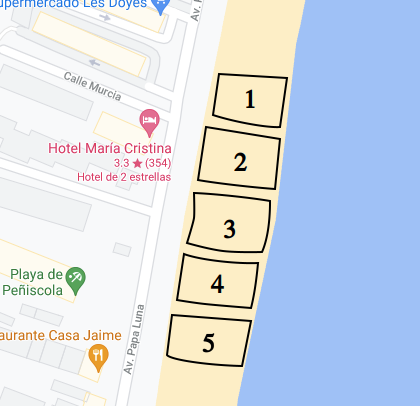 upermercado Les Doyes
Av. P
Calle Murcia
1
Hotel María Cristina
3.3 ★ (354)
Hotel de 2 estrellas
2
3
Playa de
Peñiscola
4
Av. Papa Luna
aurante Casa Jaime
5